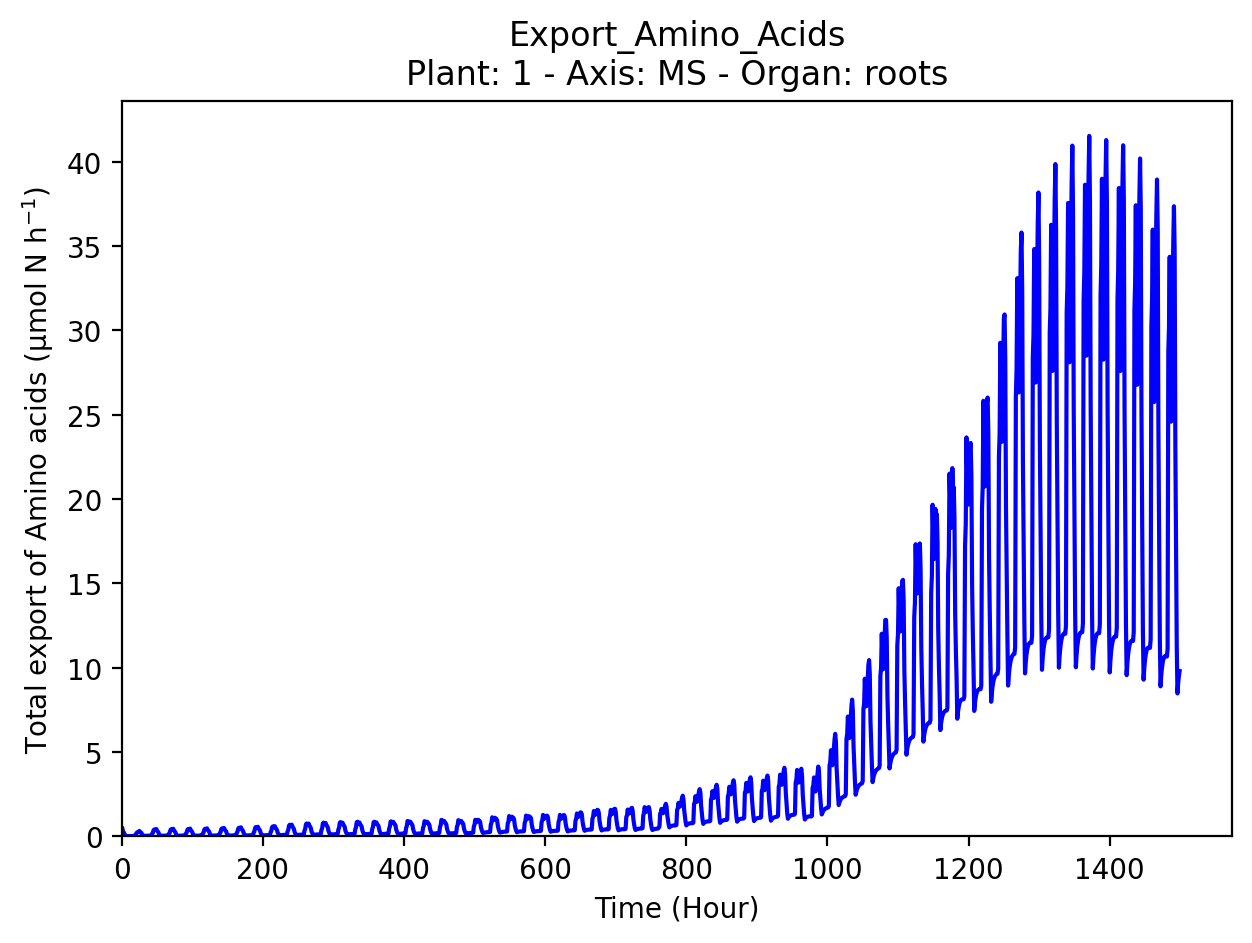 Export_Amino_Acids
Plant: 1 - Axis: MS - Organ: roots
Total export of Amino acids (µmol N h⁻¹)
40
35
30
25
20
15
10
5
0
0 200 400 600 800 1000 1200 1400
Time (Hour)